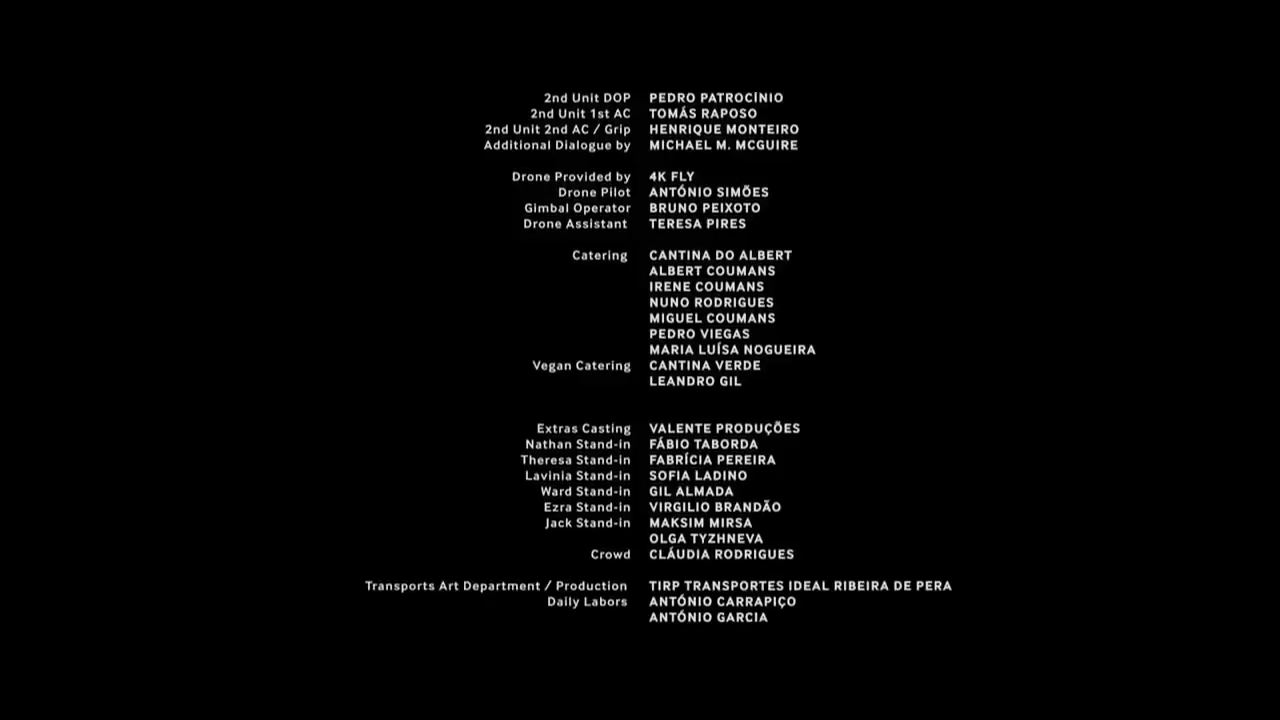 2nd Unit DOP PEDRO PATROCÍNIO
2nd Unit 1st AC TOMÁS RAPOSO
2nd Unit 2nd AC / Grip HENRIQUE MONTEIRO
Additional Dialogue by MICHAEL M. MCGUIRE
Drone Provided by 4K FLY
Drone Pilot ANTÓNIO SIMÕES
Gimbal Operator BRUNO PEIXOTO
Drone Assistant TERESA PIRES
Catering CANTINA DO ALBERT
ALBERT COUMANS
IRENE COUMANS
NUNO RODRIGUES
MIGUEL COUMANS
PEDRO VIEGAS
MARIA LUÍSA NOGUEIRA
Vegan Catering CANTINA VERDE
LEANDRO GIL
Extras Casting VALENTE PRODUÇÕES
Nathan Stand-in FÁBIO TABORDA
Theresa Stand-in FABRÍCIA PEREIRA
Lavinia Stand-in SOFIA LADINO
Ward Stand-in GIL ALMADA
Ezra Stand-in VIRGILIO BRANDÃO
Jack Stand-in MAKSIM MIRSA
OLGA TYZHNEVA
Crowd CLÁUDIA RODRIGUES
Transports Art Department / Production TIRP TRANSPORTES IDEAL RIBEIRA DE PERA
Daily Labors ANTÓNIO CARRAPIÇO
ANTÓNIO GARCIA